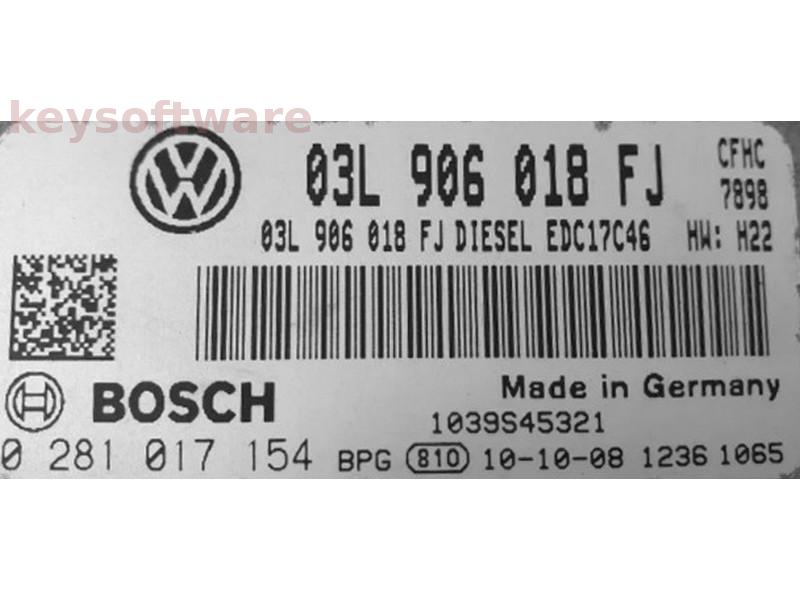 keysoftware
03L 906 018 FJ
CFHC
7898
03L 906 018 FJ DIESEL EDC17C46 HW: H22
BOSCH
Made in Germany
1039S45321
0 281 017 154 BPG 810 10-10-08 1236 1065